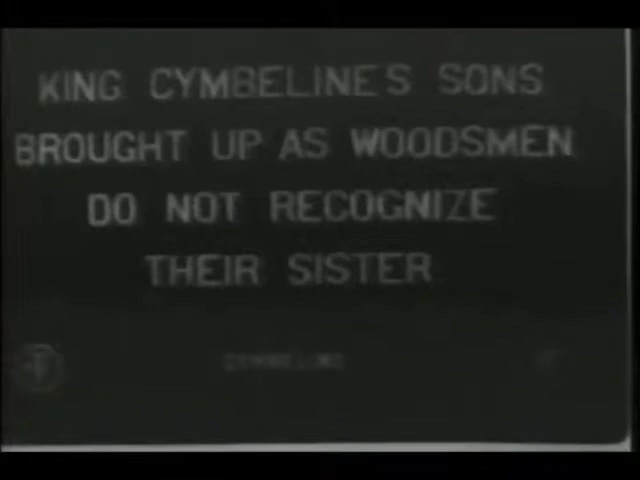 KING CYMBELINE'S SONS
BROUGHT UP AS WOODSMEN
DO NOT RECOGNIZE
THEIR SISTER
CYMBELINE